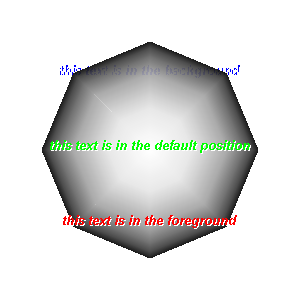 this text is in the background
this text is in the default position
this text is in the foreground